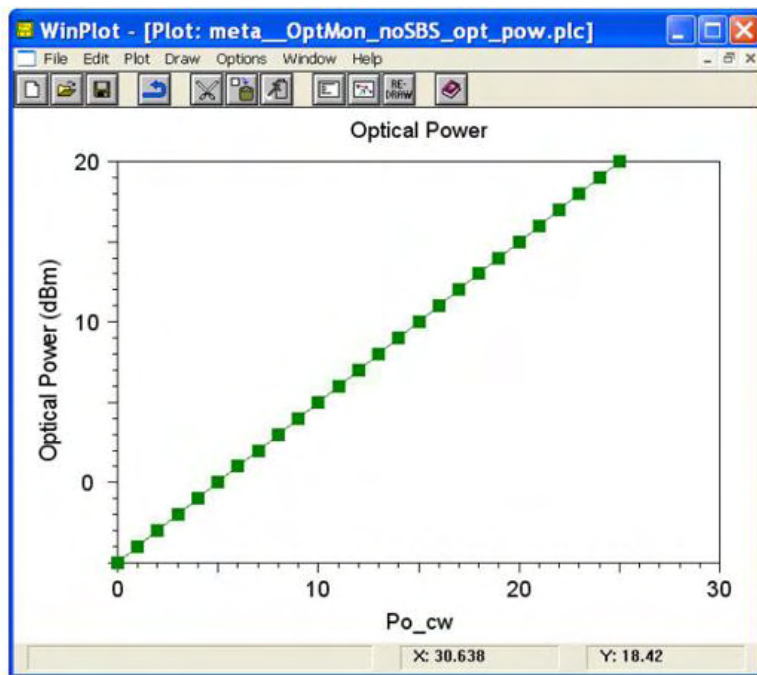 WinPlot - [Plot: meta__OptMon_noSBS_opt_pow.plc]
File Edit Plot Draw Options Window Help
RE-
DRAW
Optical Power
20
10
0
Optical Power (dBm)
0 10 20 30
Po_cw
X: 30.638 Y: 18.42